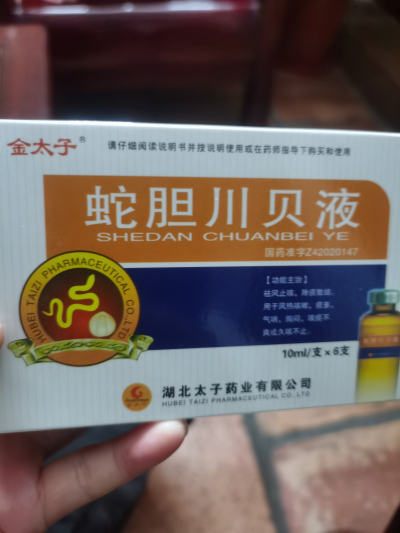 金太子®
请仔细阅读说明书并按说明使用或在药师指导下购买和使用
蛇胆川贝液
SHEDAN CHUANBEI YE
国药准字Z42020147
HUBEI TAIZI PHARMACEUTICAL CO.,LTD
【功能主治】
祛风止咳，除痰散结。
用于风热咳嗽，痰多，
气喘，胸闷，咳痰不
爽或久咳不止。
10ml/支×6支
湖北太子药业有限公司
HUBEI TAIZI PHARMACEUTICAL CO.,LTD